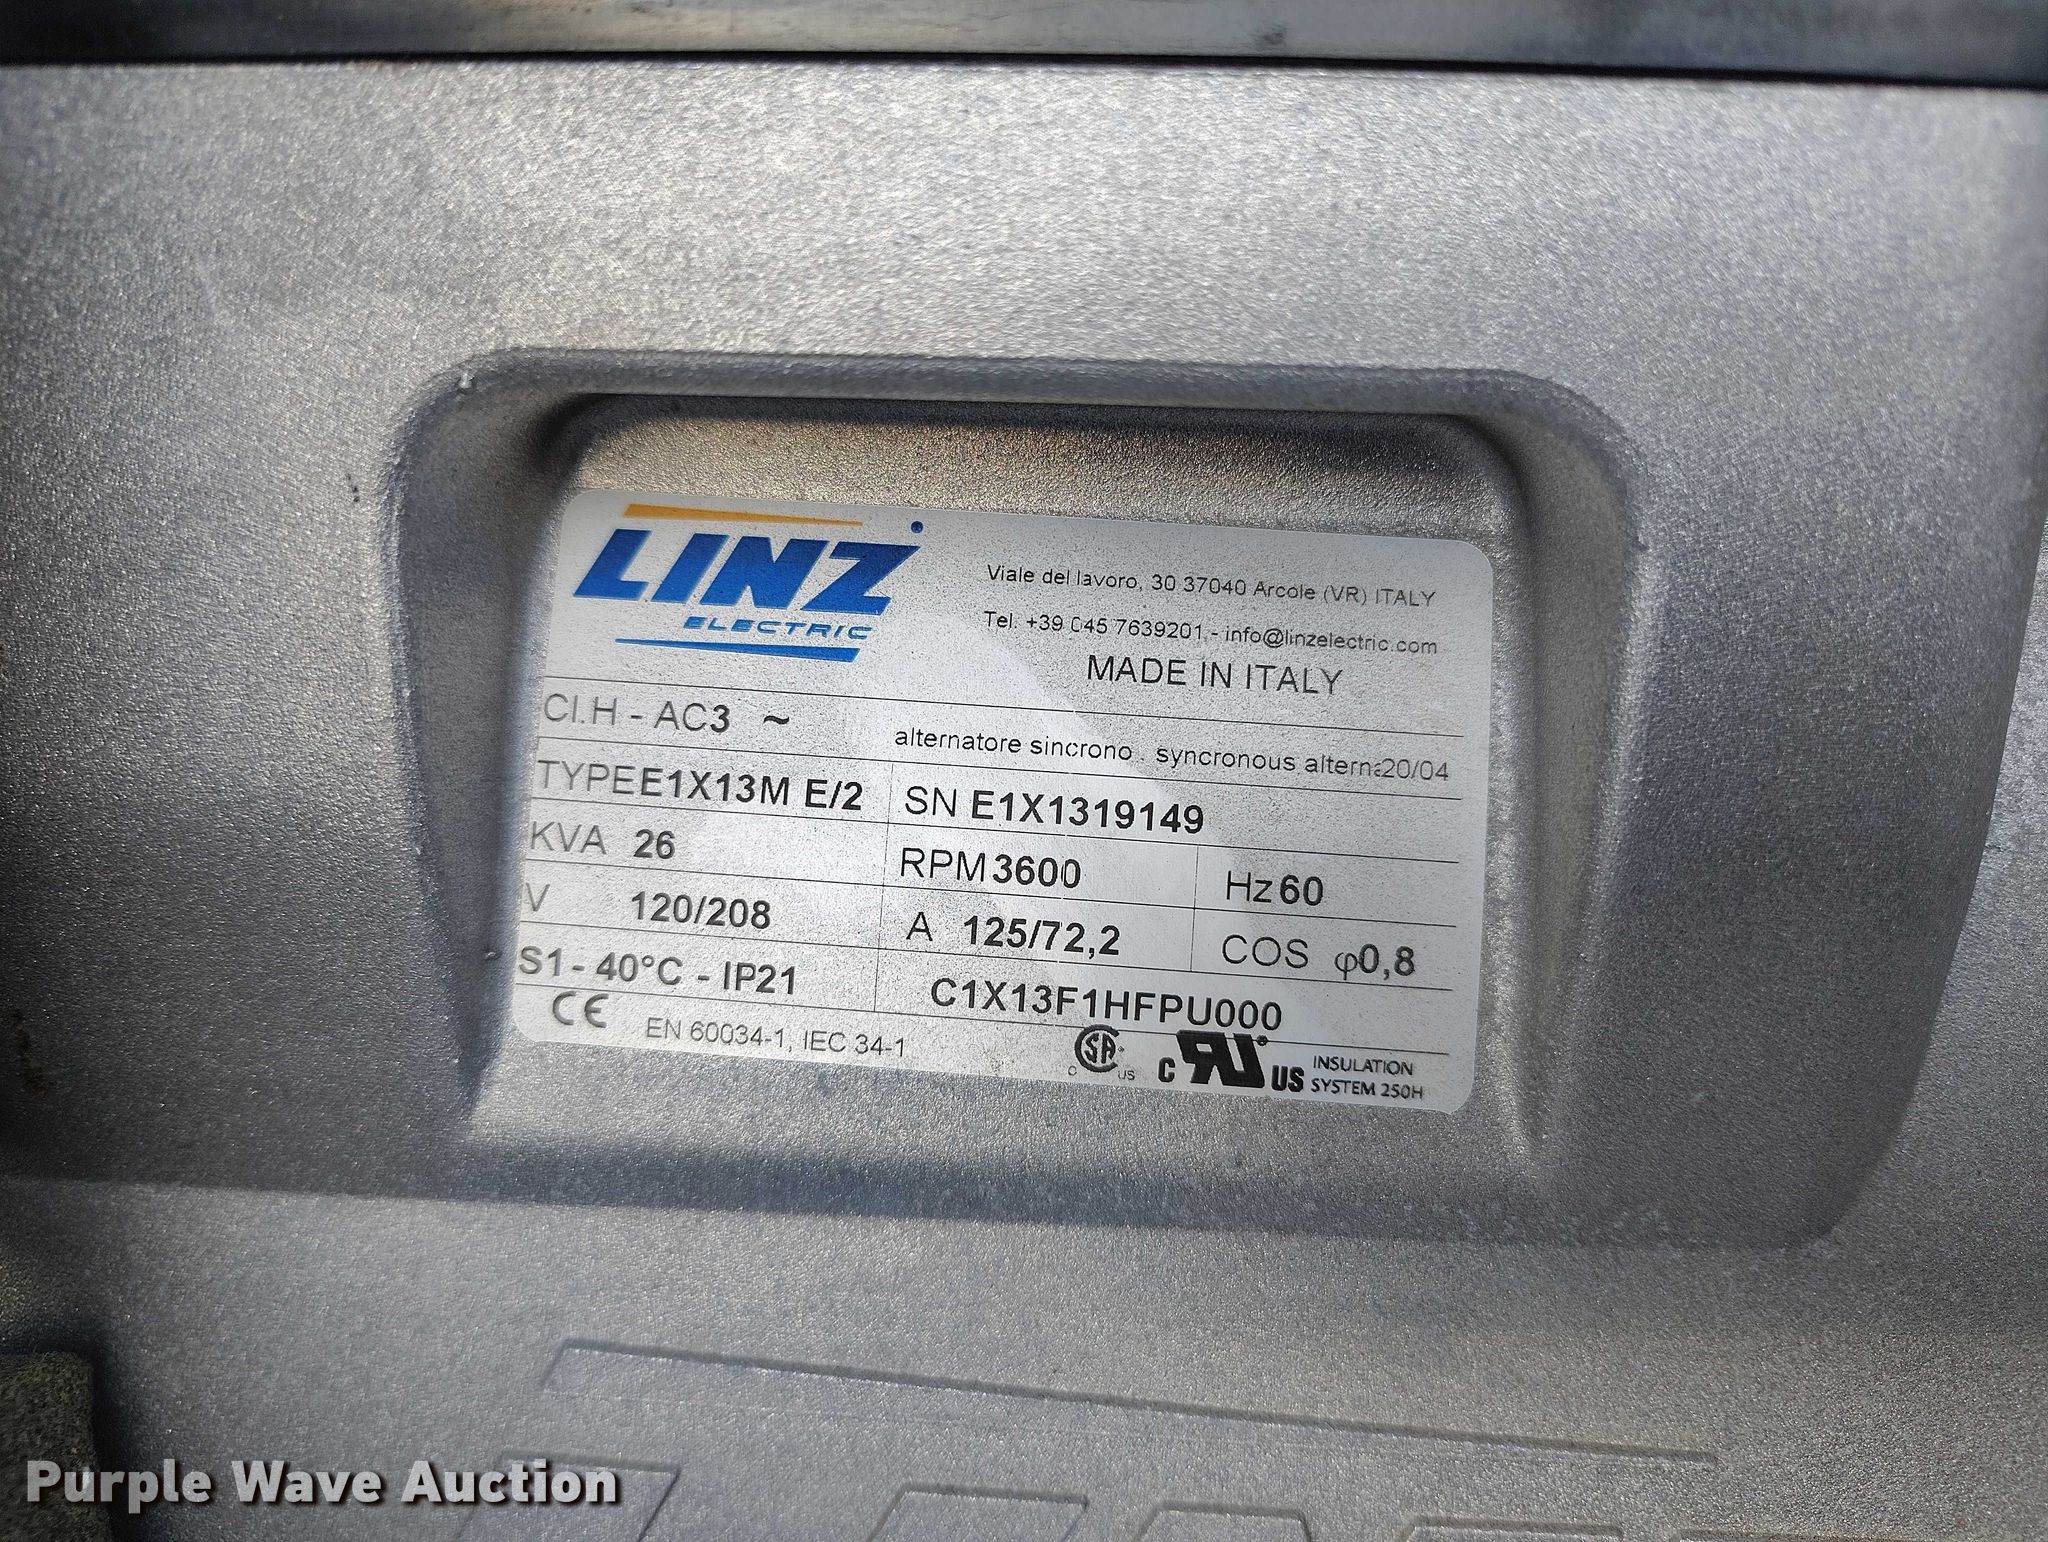 LINZ
ELECTRIC
Viale del lavoro, 30 37040 Arcole (VR) ITALY
Tel. +39 045 7639201 - info@linzelectric.com
MADE IN ITALY
Cl.H - AC3 ~
alternatore sincrono . syncronous alterna20/04
TYPE E1X13M E/2 SN E1X1319149
KVA 26 RPM 3600 Hz 60
V 120/208 A 125/72,2 COS φ0,8
S1 - 40°C - IP21 C1X13F1HFPU000
CE EN 60034-1, IEC 34-1
C SA US
C RU US
INSULATION
SYSTEM 250H
Purple Wave Auction